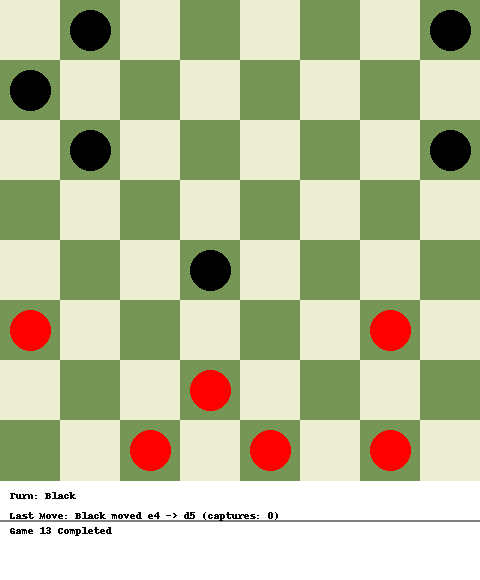 Turn: Black
Last Move: Black moved e4 -> d5 (captures: 0)
Game 13 Completed